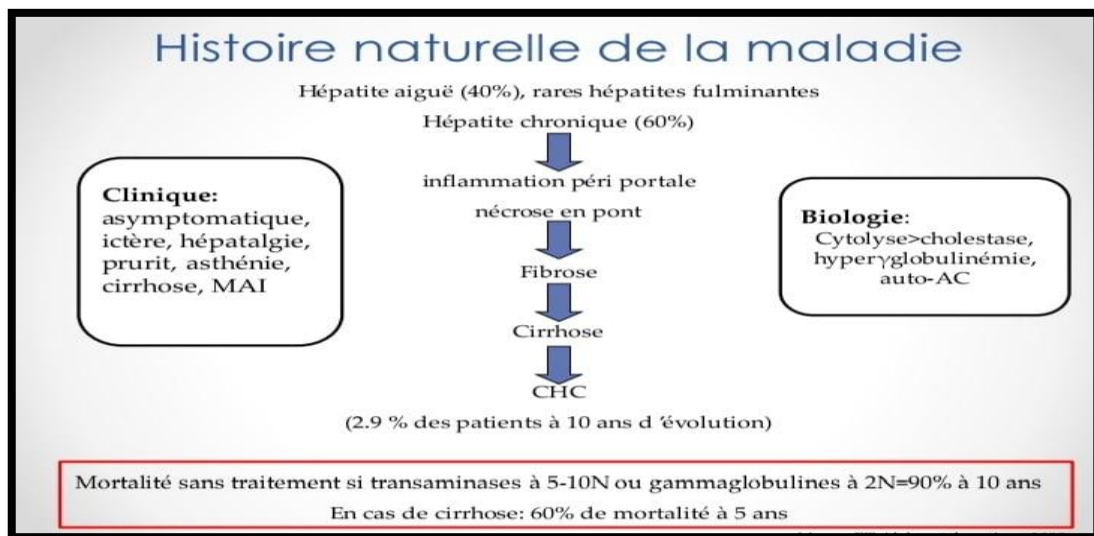 Histoire naturelle de la maladie
Hépatite aiguë (40%), rares hépatites fulminantes
Hépatite chronique (60%)
inflammation péri portale
nécrose en pont
Fibrose
Cirrhose
CHC
(2.9 % des patients à 10 ans d ´évolution)
Clinique:
asymptomatique,
ictère, hépatalgie,
prurit, asthénie,
cirrhose, MAI
Biologie:
Cytolyse>cholestase,
hyperγglobulinémie,
auto-AC
Mortalité sans traitement si transaminases à 5-10N ou gammaglobulines à 2N=90% à 10 ans
En cas de cirrhose: 60% de mortalité à 5 ans